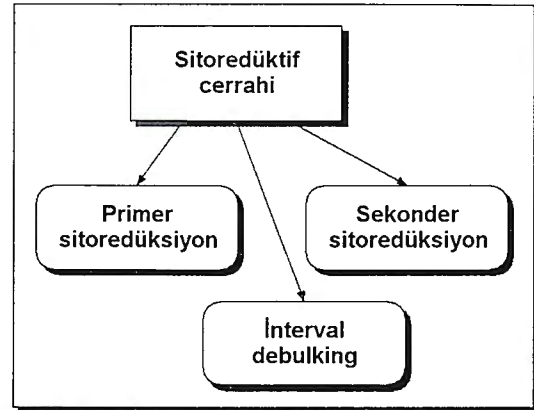 Sitoredüktif
cerrahi
Primer
sitoredüksiyon
Sekonder
sitoredüksiyon
İnterval
debulking